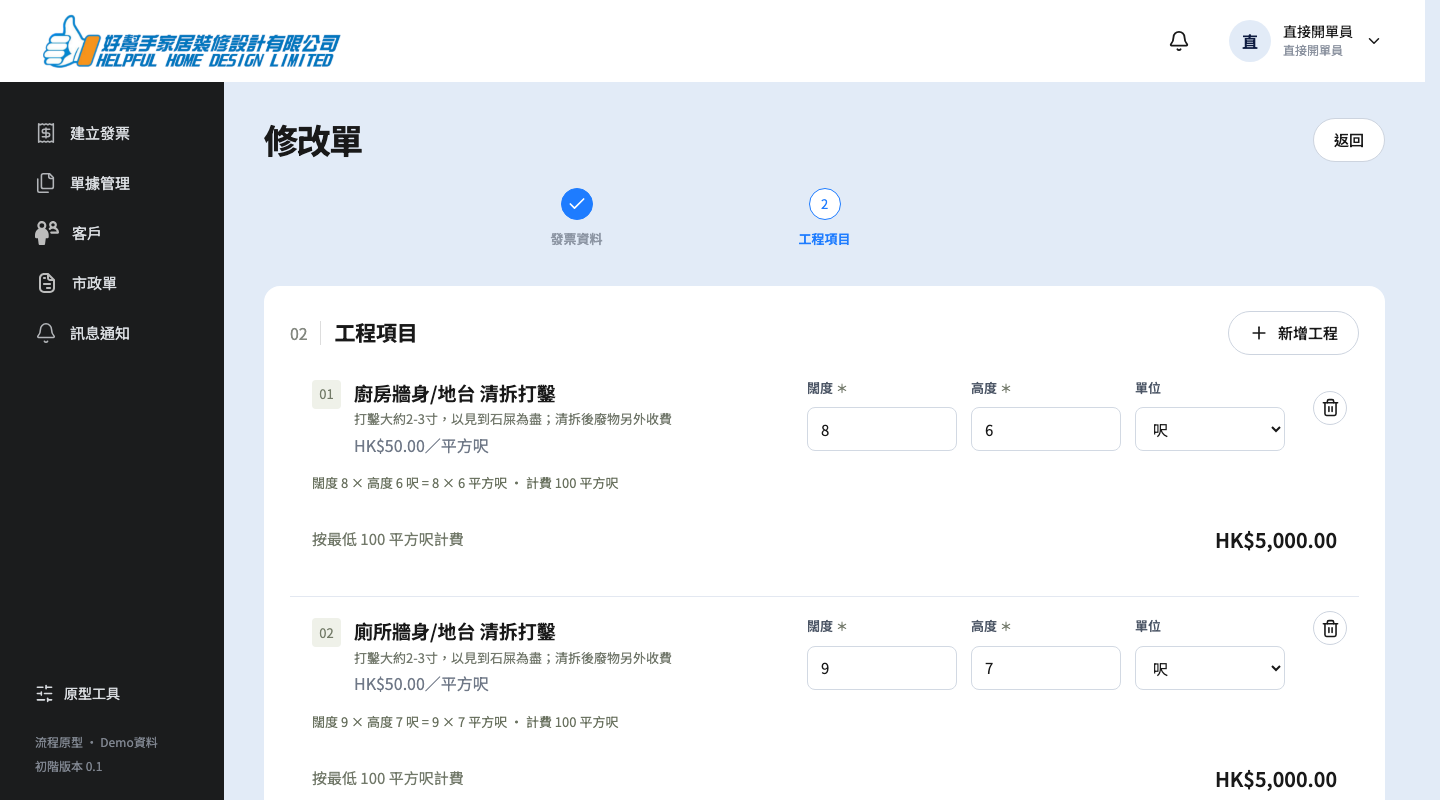 好幫手家居裝修設計有限公司
HELPFUL HOME DESIGN LIMITED
直
直接開單員
直接開單員
建立發票
單據管理
客戶
市政單
訊息通知
原型工具
流程原型 · Demo資料
初階版本 0.1
修改單
返回
發票資料
2
工程項目
02
工程項目
新增工程
01
廚房牆身/地台 清拆打鑿
打鑿大約2-3寸，以見到石屎為盡；清拆後廢物另外收費
HK$50.00／平方呎
闊度 *
高度 *
單位
8
6
呎
闊度 8 × 高度 6 呎 = 8 × 6 平方呎 · 計費 100 平方呎
按最低 100 平方呎計費
HK$5,000.00
02
廁所牆身/地台 清拆打鑿
打鑿大約2-3寸，以見到石屎為盡；清拆後廢物另外收費
HK$50.00／平方呎
闊度 *
高度 *
單位
9
7
呎
闊度 9 × 高度 7 呎 = 9 × 7 平方呎 · 計費 100 平方呎
按最低 100 平方呎計費
HK$5,000.00